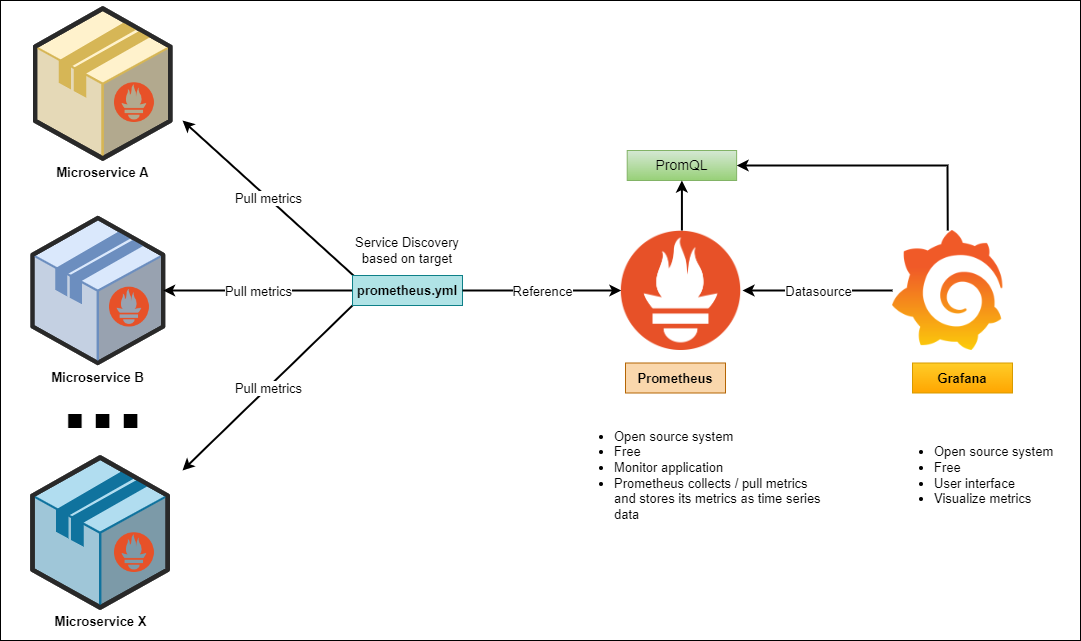 Microservice A
Pull metrics
PromQL
Service Discovery
based on target
Pull metrics
prometheus.yml
Reference
Datasource
Microservice B
Pull metrics
Prometheus
Grafana
• Open source system
• Free
• Monitor application
• Prometheus collects / pull metrics
and stores its metrics as time series
data
• Open source system
• Free
• User interface
• Visualize metrics
Microservice X